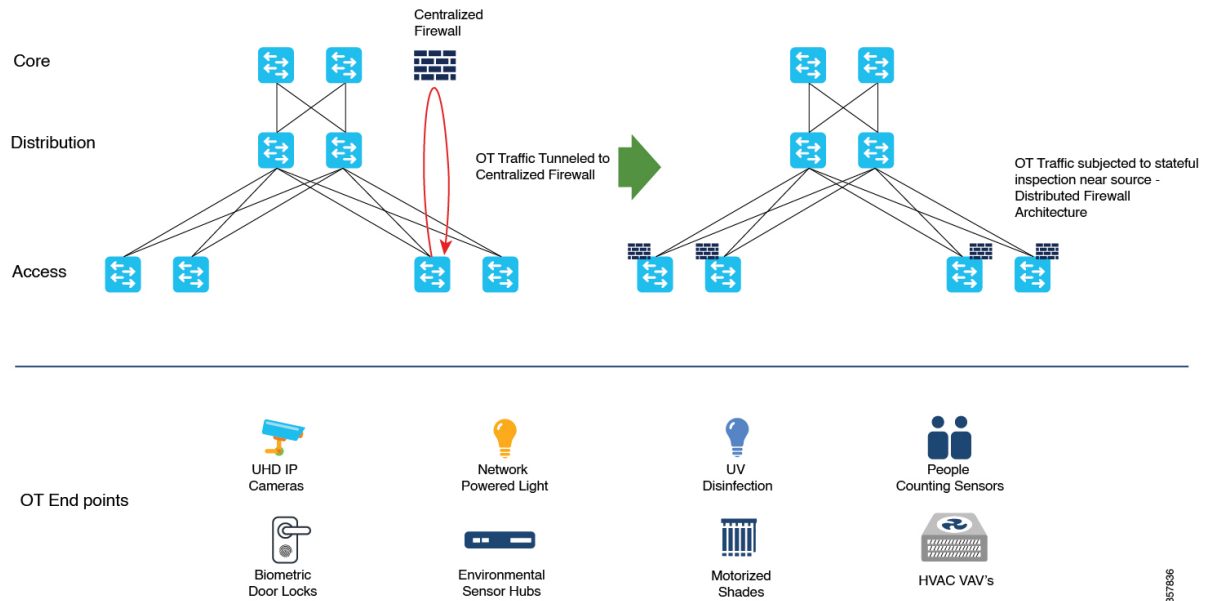 Centralized
Firewall
Core
Distribution
OT Traffic Tunneled to
Centralized Firewall
OT Traffic subjected to stateful
inspection near source -
Distributed Firewall
Architecture
Access
UHD IP
Cameras
Network
Powered Light
UV
Disinfection
People
Counting Sensors
OT End points
Biometric
Door Locks
Environmental
Sensor Hubs
Motorized
Shades
HVAC VAV's
357836